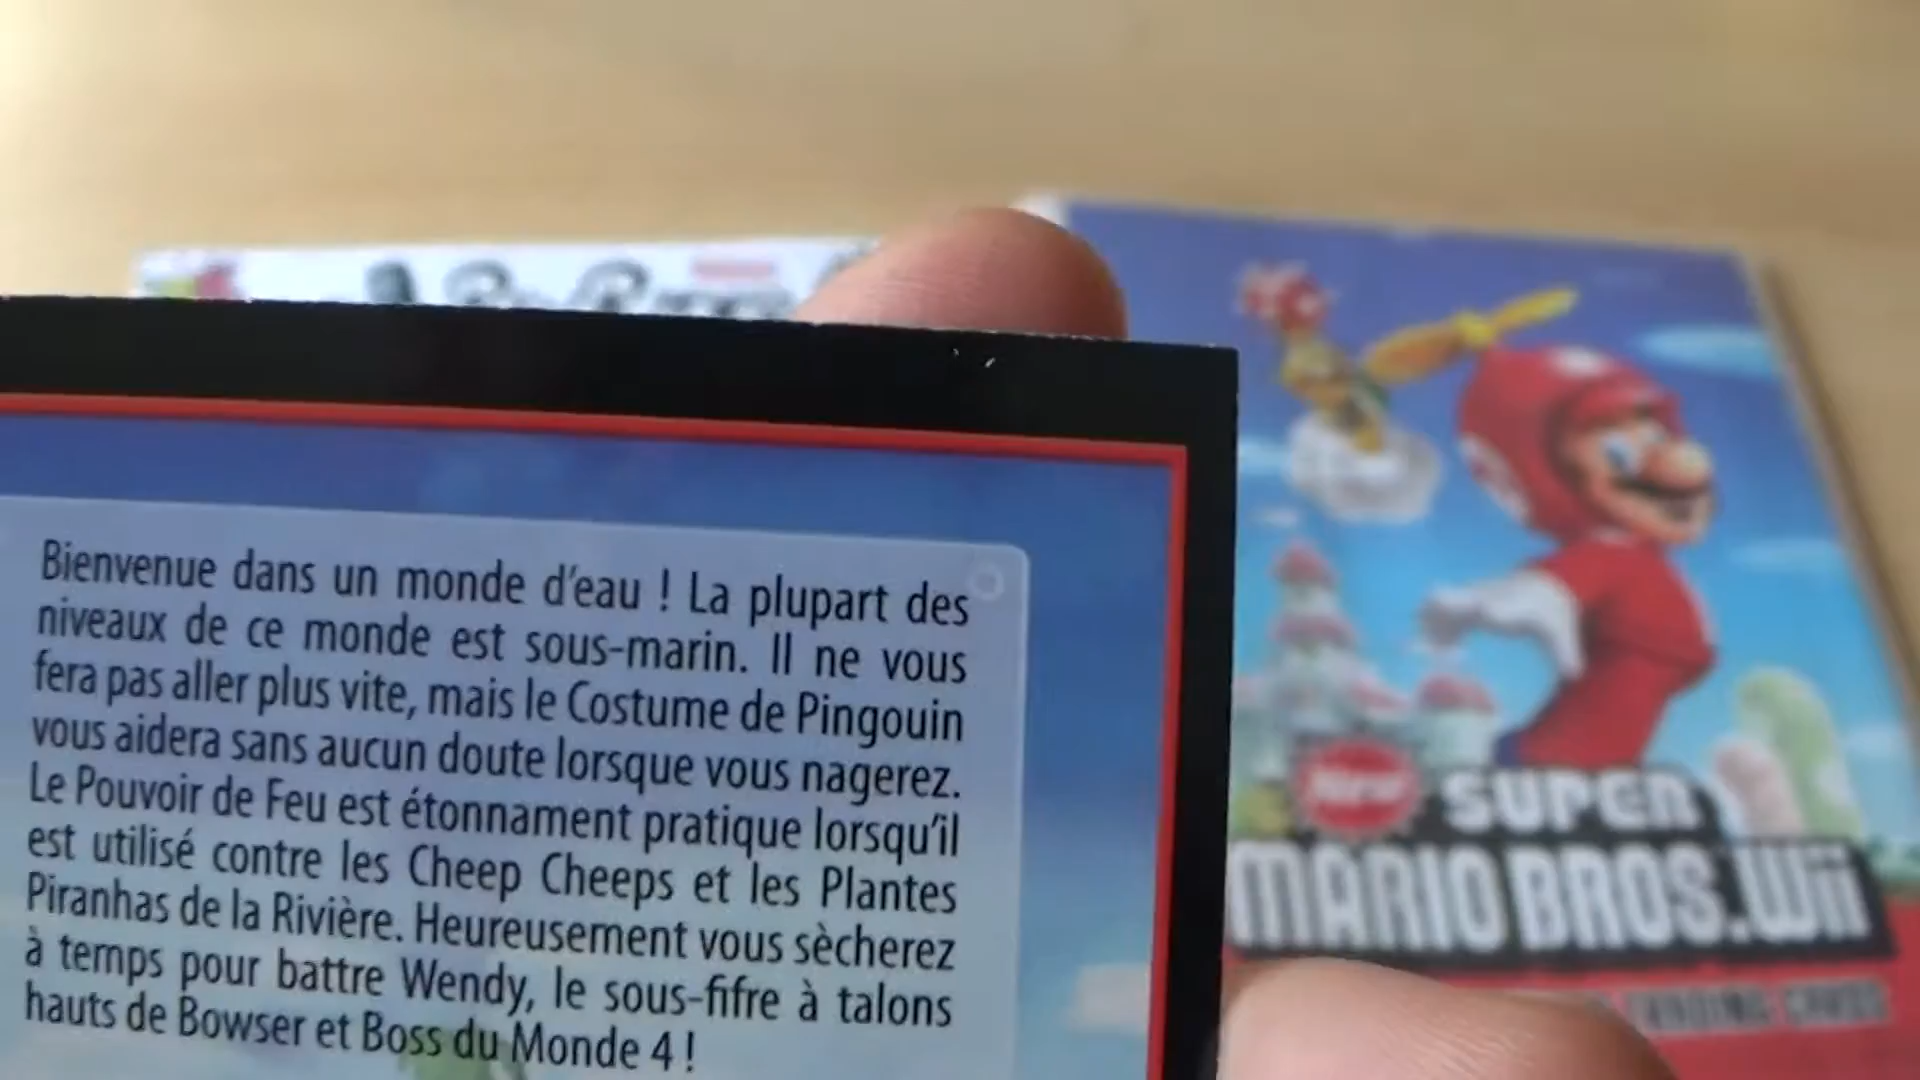 Bienvenue dans un monde d'eau ! La plupart des
niveaux de ce monde est sous-marin. Il ne vous
fera pas aller plus vite, mais le Costume de Pingouin
vous aidera sans aucun doute lorsque vous nagerez.
Le Pouvoir de Feu est étonnament pratique lorsqu'il
est utilisé contre les Cheep Cheeps et les Plantes
Piranhas de la Rivière. Heureusement vous sècherez
à temps pour battre Wendy, le sous-fifre à talons
hauts de Bowser et Boss du Monde 4 !
New SUPER
MARIO BROS. Wii
TRADING CARDS